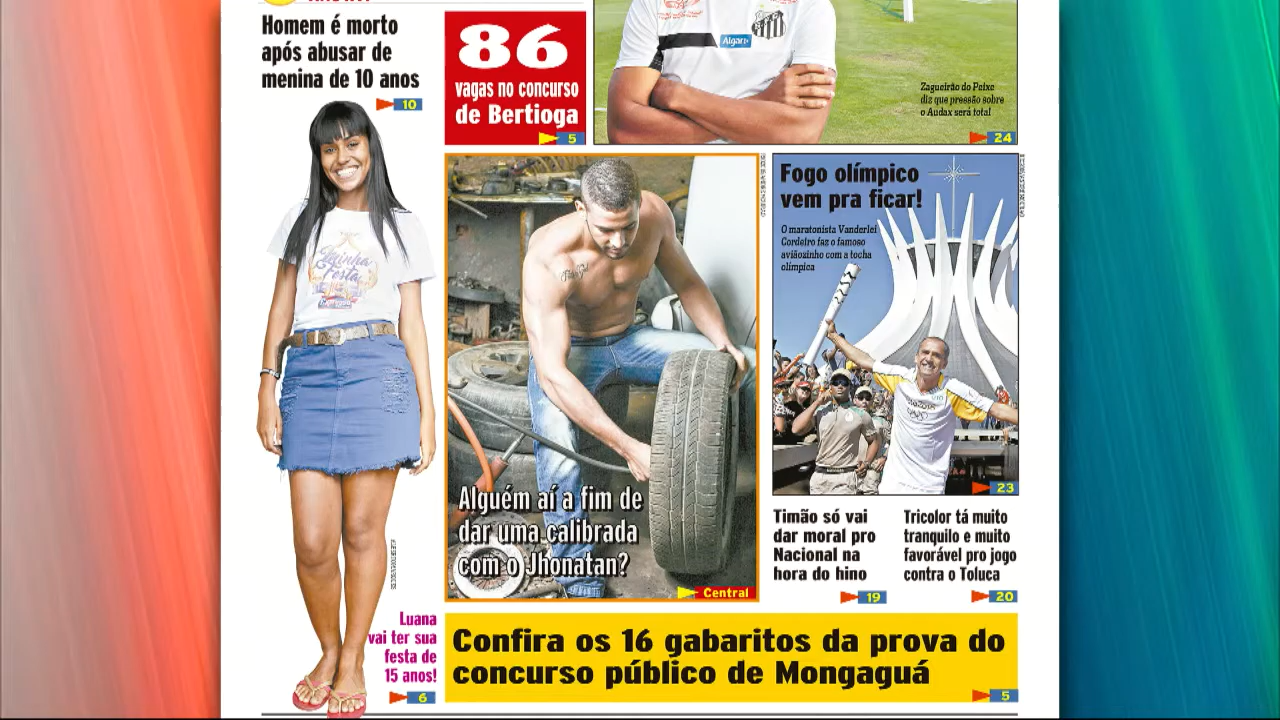 Homem é morto
após abusar de
menina de 10 anos
10
86
vagas no concurso
de Bertioga
5
Algar
Zagueirão do Peixe
diz que pressão sobre
o Audax será total
24
Fogo olímpico
vem pra ficar!
O maratonista Vanderlei
Cordeiro faz o famoso
aviãozinho com a tocha
olímpica
23
Alguém aí a fim de
dar uma calibrada
com o Jhonatan?
Central
Timão só vai
dar moral pro
Nacional na
hora do hino
19
Tricolor tá muito
tranquilo e muito
favorável pro jogo
contra o Toluca
20
Luana
vai ter sua
festa de
15 anos!
6
Confira os 16 gabaritos da prova do
concurso público de Mongaguá
5